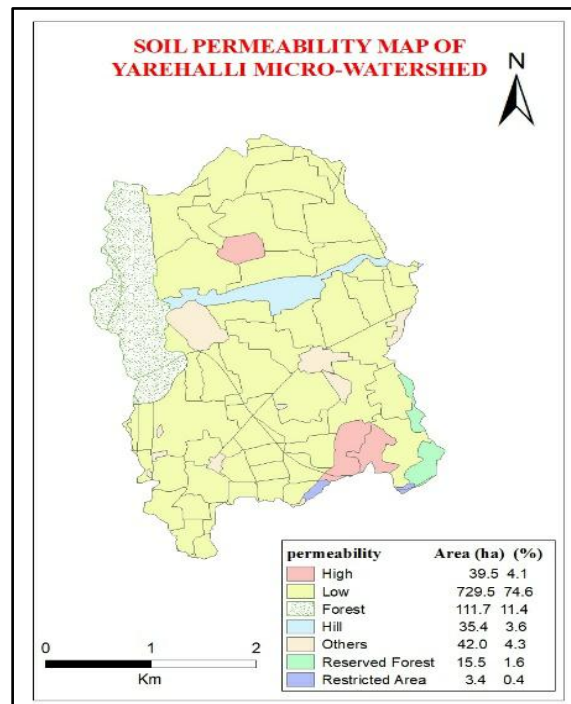 SOIL PERMEABILITY MAP OF
YAREHALLI MICRO-WATERSHED
N
permeability Area (ha) (%)
High 39.5 4.1
Low 729.5 74.6
Forest 111.7 11.4
Hill 35.4 3.6
Others 42.0 4.3
Reserved Forest 15.5 1.6
Restricted Area 3.4 0.4
0 1 2
Km